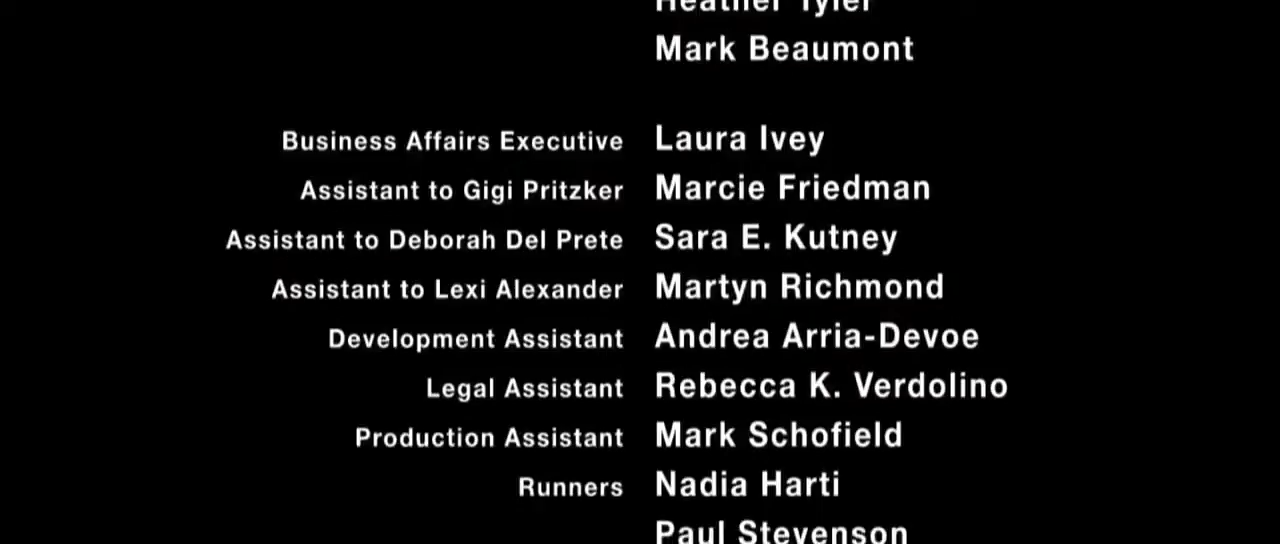 Heather Tyler
Mark Beaumont
Business Affairs Executive Laura Ivey
Assistant to Gigi Pritzker Marcie Friedman
Assistant to Deborah Del Prete Sara E. Kutney
Assistant to Lexi Alexander Martyn Richmond
Development Assistant Andrea Arria-Devoe
Legal Assistant Rebecca K. Verdolino
Production Assistant Mark Schofield
Runners Nadia Harti
Paul Stevenson